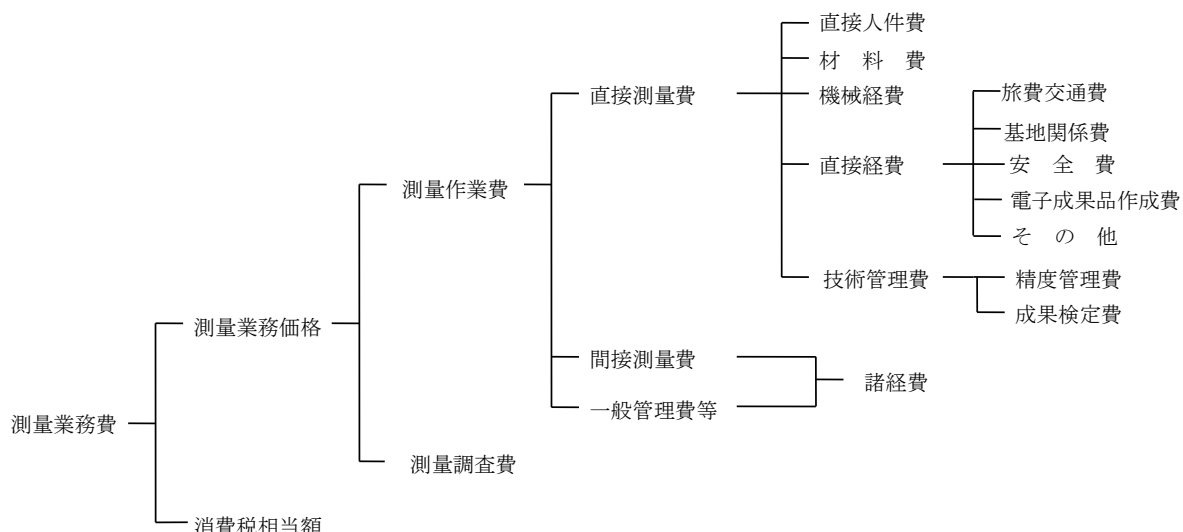 直接人件費
材　料　費
機械経費
直接測量費
旅費交通費
基地関係費
直接経費
安　全　費
測量作業費
電子成果品作成費
そ　の　他
技術管理費
精度管理費
成果検定費
測量業務価格
間接測量費
諸経費
一般管理費等
測量業務費
測量調査費
消費税相当額